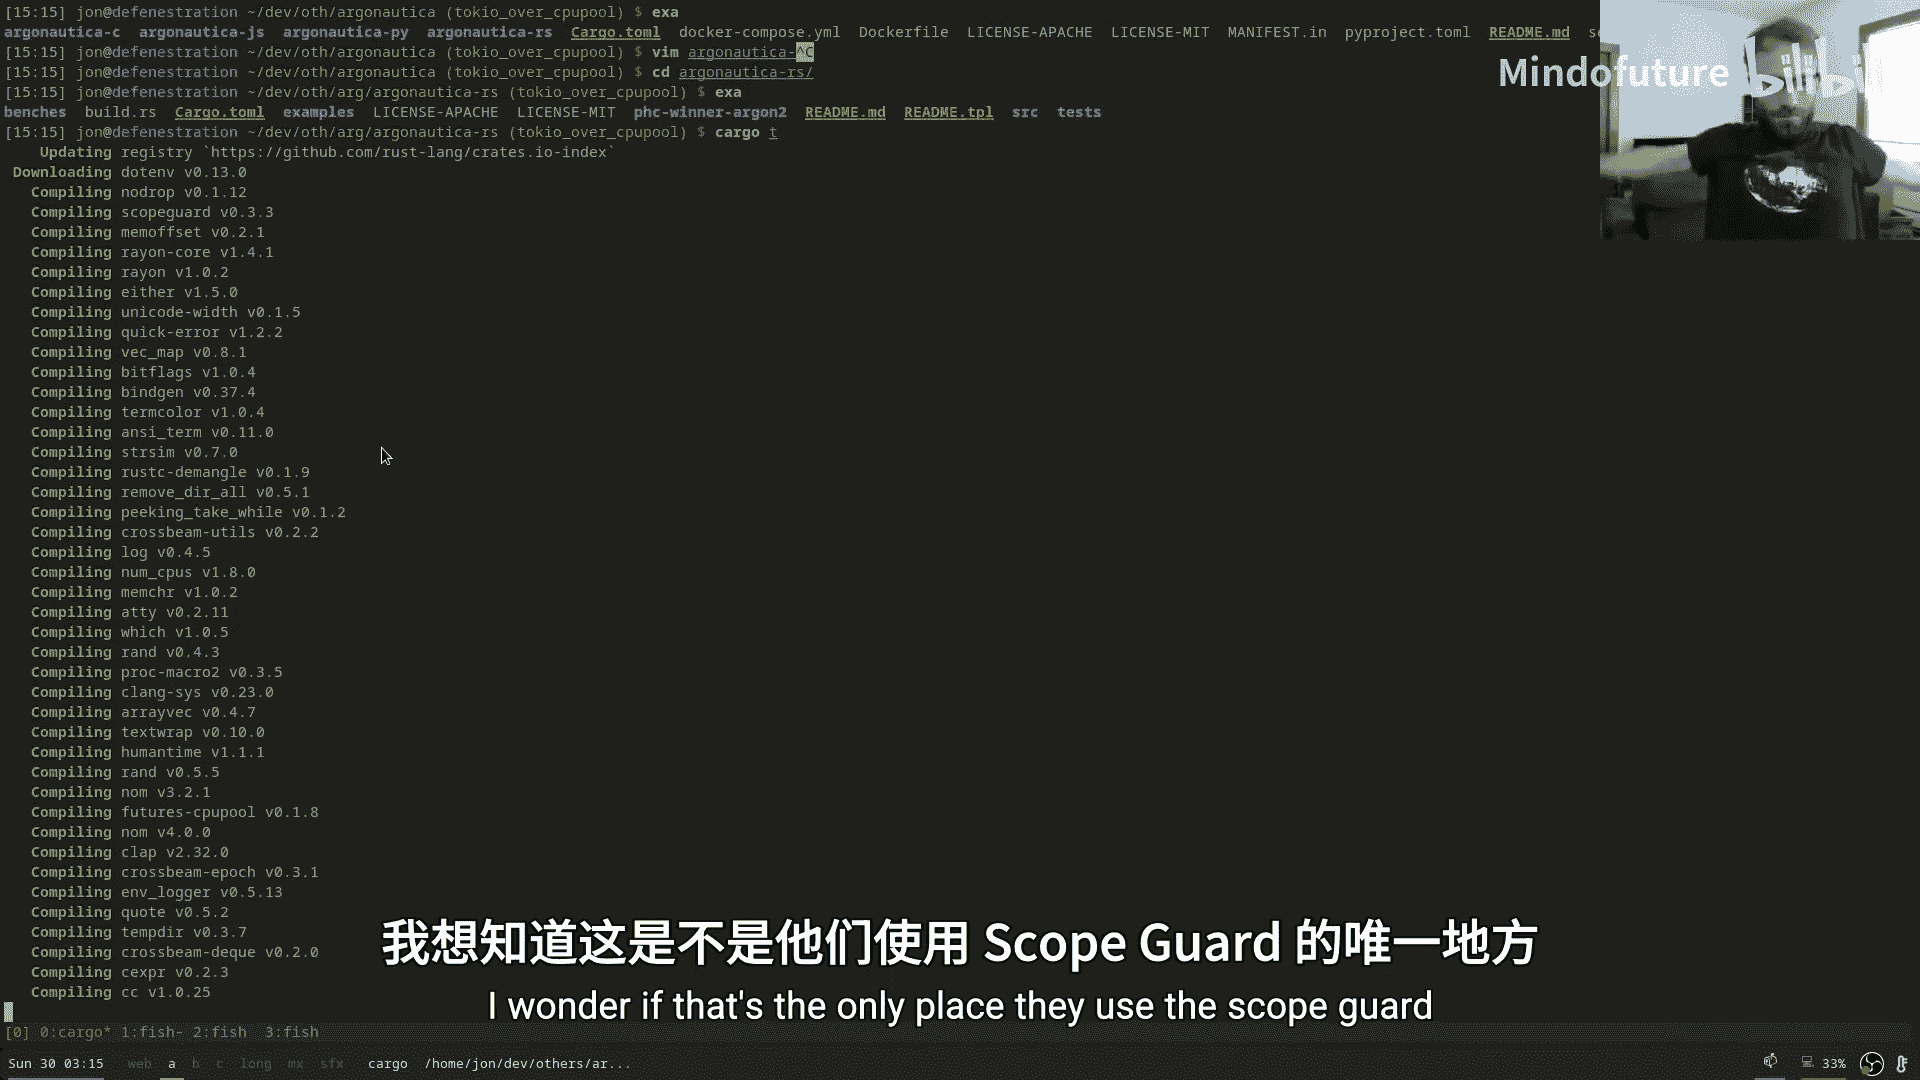 [15:15] jon@defenestration ~/dev/oth/argonautica (tokio_over_cpupool) $ exa
argonautica-c argonautica-js argonautica-py argonautica-rs Cargo.toml docker-compose.yml Dockerfile LICENSE-APACHE LICENSE-MIT MANIFEST.in pyproject.toml README.md
[15:15] jon@defenestration ~/dev/oth/argonautica (tokio_over_cpupool) $ vim argonautica-^C
[15:15] jon@defenestration ~/dev/oth/argonautica (tokio_over_cpupool) $ cd argonautica-rs/
[15:15] jon@defenestration ~/dev/oth/arg/argonautica-rs (tokio_over_cpupool) $ exa
benches build.rs Cargo.toml examples LICENSE-APACHE LICENSE-MIT phc-winner-argon2 README.md README.tpl src tests
[15:15] jon@defenestration ~/dev/oth/arg/argonautica-rs (tokio_over_cpupool) $ cargo t
Updating registry `https://github.com/rust-lang/crates.io-index`
Downloading dotenv v0.13.0
Compiling nodrop v0.1.12
Compiling scopeguard v0.3.3
Compiling memoffset v0.2.1
Compiling rayon-core v1.4.1
Compiling rayon v1.0.2
Compiling either v1.5.0
Compiling unicode-width v0.1.5
Compiling quick-error v1.2.2
Compiling vec_map v0.8.1
Compiling bitflags v1.0.4
Compiling bindgen v0.37.4
Compiling termcolor v1.0.4
Compiling ansi_term v0.11.0
Compiling strsim v0.7.0
Compiling rustc-demangle v0.1.9
Compiling remove_dir_all v0.5.1
Compiling peeking_take_while v0.1.2
Compiling crossbeam-utils v0.2.2
Compiling log v0.4.5
Compiling num_cpus v1.8.0
Compiling memchr v1.0.2
Compiling atty v0.2.11
Compiling which v1.0.5
Compiling rand v0.4.3
Compiling proc-macro2 v0.3.5
Compiling clang-sys v0.23.0
Compiling arrayvec v0.4.7
Compiling textwrap v0.10.0
Compiling humantime v1.1.1
Compiling rand v0.5.5
Compiling nom v3.2.1
Compiling futures-cpupool v0.1.8
Compiling nom v4.0.0
Compiling clap v2.32.0
Compiling crossbeam-epoch v0.3.1
Compiling env_logger v0.5.13
Compiling quote v0.5.2
Compiling tempdir v0.3.7
Compiling crossbeam-deque v0.2.0
Compiling cexpr v0.2.3
Compiling cc v1.0.25
Mindofuture bilibili
我想知道这是不是他们使用 Scope Guard 的唯一地方
I wonder if that's the only place they use the scope guard
[0] 0:cargo* 1:fish- 2:fish 3:fish
Sun 30 03:15 web a b c long mx sfx cargo /home/jon/dev/others/ar... 33%